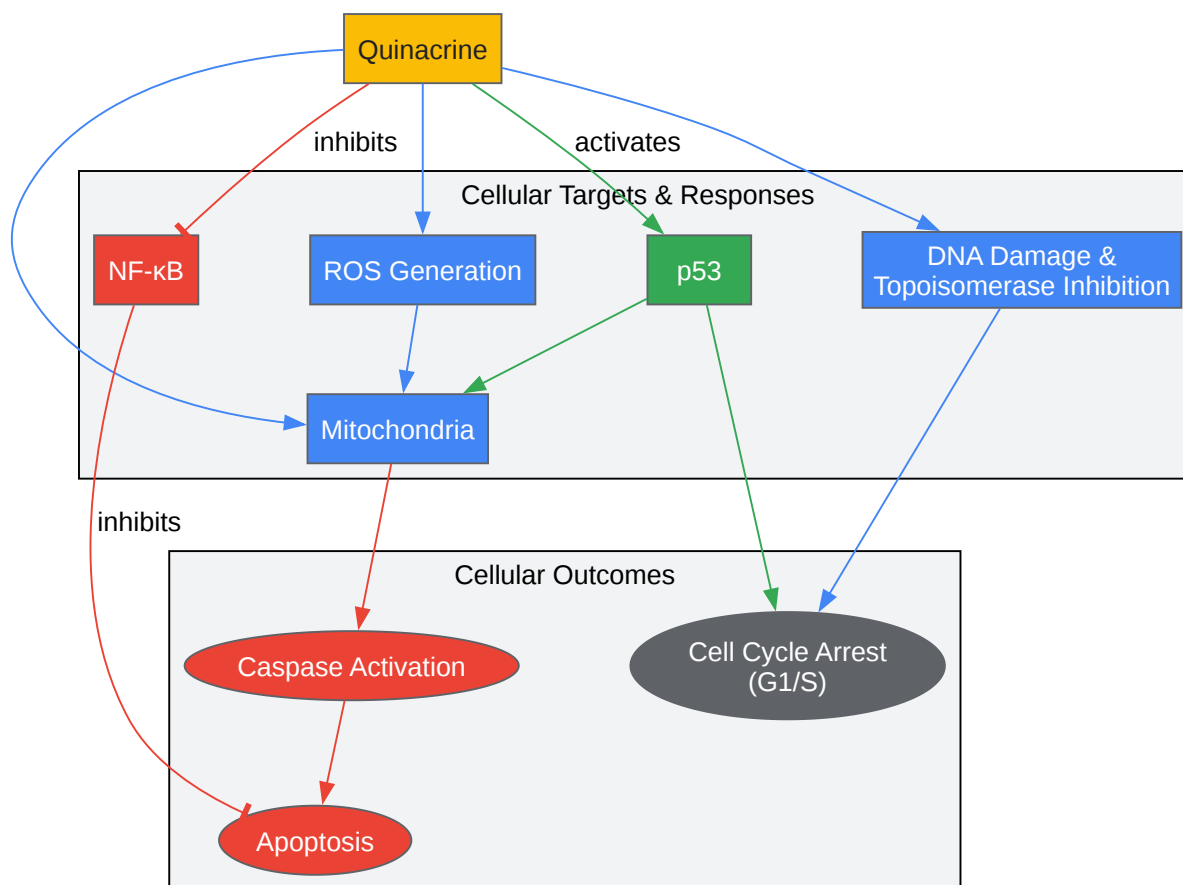 Quinacrine
inhibits
activates
Cellular Targets & Responses
NF-κB
ROS Generation
p53
DNA Damage &
Topoisomerase Inhibition
Mitochondria
inhibits
Cellular Outcomes
Caspase Activation
Cell Cycle Arrest
(G1/S)
Apoptosis